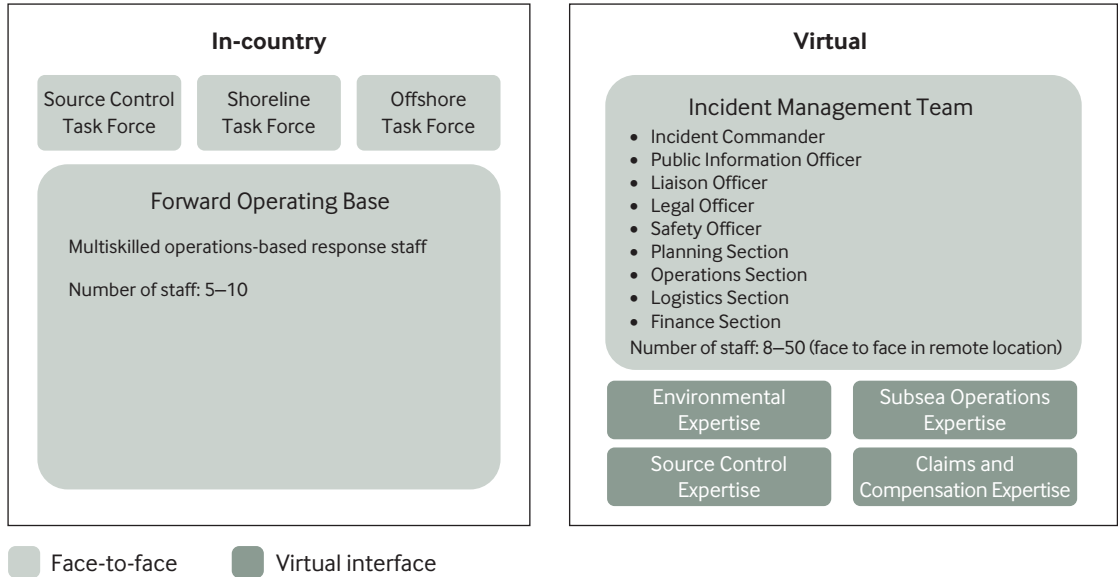 In-country
Source Control
Task Force
Shoreline
Task Force
Offshore
Task Force
Forward Operating Base
Multiskilled operations-based response staff
Number of staff: 5–10
Virtual
Incident Management Team
• Incident Commander
• Public Information Officer
• Liaison Officer
• Legal Officer
• Safety Officer
• Planning Section
• Operations Section
• Logistics Section
• Finance Section
Number of staff: 8–50 (face to face in remote location)
Environmental
Expertise
Subsea Operations
Expertise
Source Control
Expertise
Claims and
Compensation Expertise
Face-to-face
Virtual interface